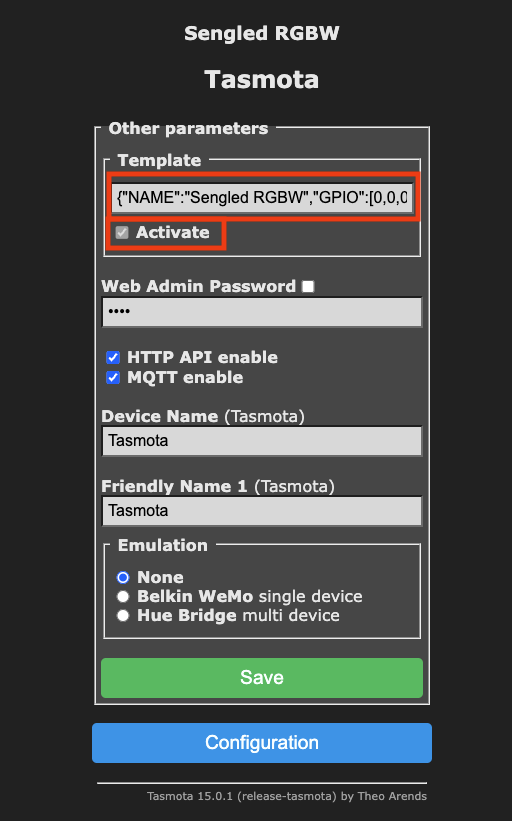 Sengled RGBW
Tasmota
Other parameters
Template
{"NAME":"Sengled RGBW","GPIO":[0,0,0
Activate
Web Admin Password
••••
HTTP API enable
MQTT enable
Device Name (Tasmota)
Tasmota
Friendly Name 1 (Tasmota)
Tasmota
Emulation
None
Belkin WeMo single device
Hue Bridge multi device
Save
Configuration
Tasmota 15.0.1 (release-tasmota) by Theo Arends